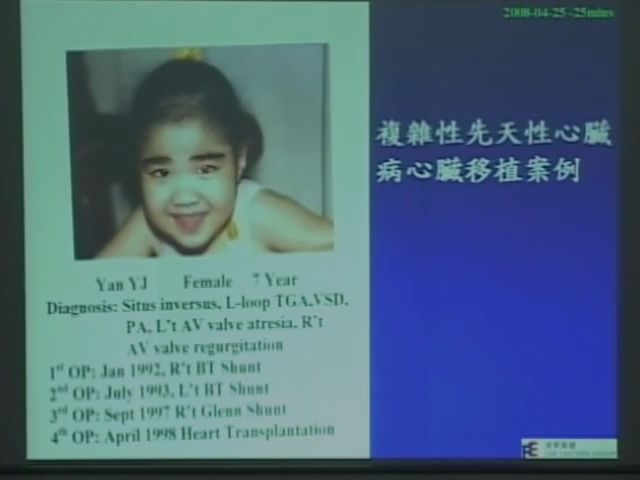 2008-04-25 -25mins
複雜性先天性心臟
病心臟移植案例
Yan YJ Female 7 Year
Diagnosis: Situs inversus, L-loop TGA,VSD,
PA, L't AV valve atresia, R't
AV valve regurgitation
1st OP: Jan 1992, R't BT Shunt
2nd OP: July 1993, L't BT Shunt
3rd OP: Sept 1997 R't Glenn Shunt
4th OP: April 1998 Heart Transplantation